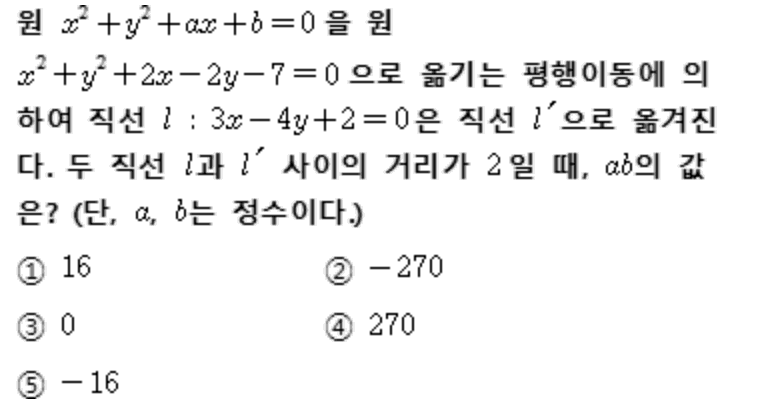 원 x²+y²+ax+b=0 을 원
x²+y²+2x-2y-7=0 으로 옮기는 평행이동에 의
하여 직선 l : 3x-4y+2=0은 직선 l′으로 옮겨진
다. 두 직선 l과 l′ 사이의 거리가 2일 때, ab의 값
은? (단, a, b는 정수이다.)
① 16 ② -270
③ 0 ④ 270
⑤ -16